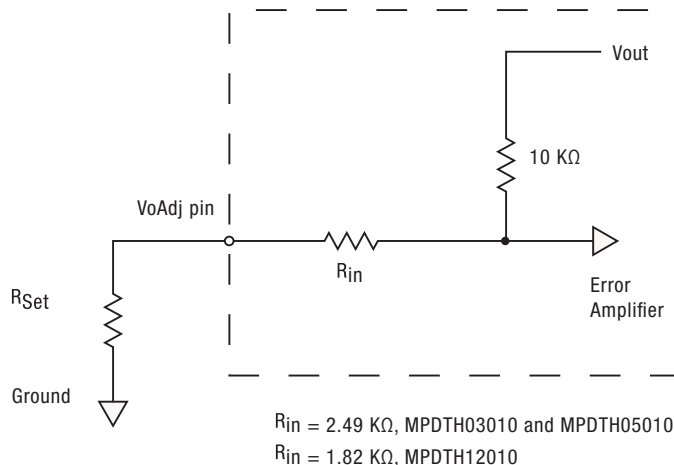 Vout
10 KΩ
VoAdj pin
Rin
RSet
Error
Amplifier
Ground
Rin = 2.49 KΩ, MPDTH03010 and MPDTH05010
Rin = 1.82 KΩ, MPDTH12010